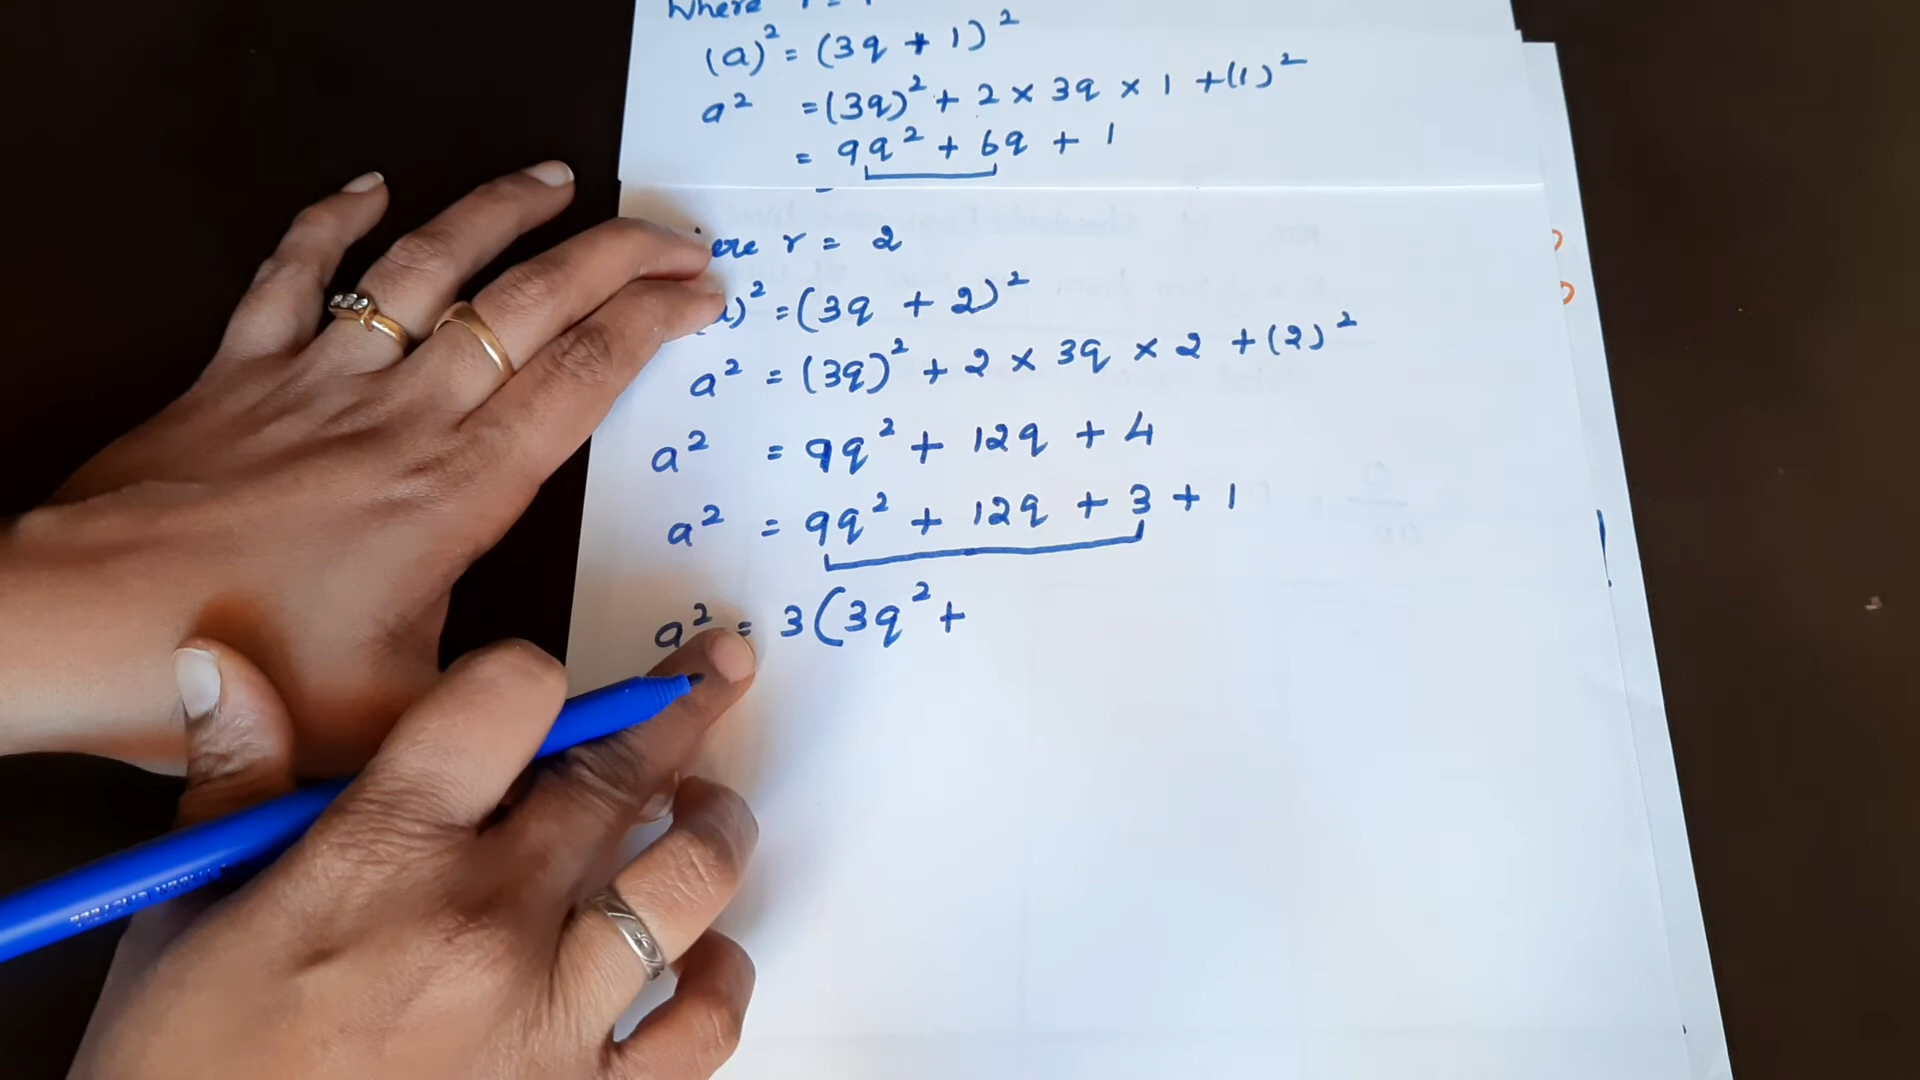 Where r =
(a)² = (3q + 1)²
a² = (3q)² + 2 × 3q × 1 + (1)²
= 9q² + 6q + 1
ere r = 2
a)² = (3q + 2)²
a² = (3q)² + 2 × 3q × 2 + (2)²
a² = 9q² + 12q + 4
a² = 9q² + 12q + 3 + 1
a² = 3(3q² +